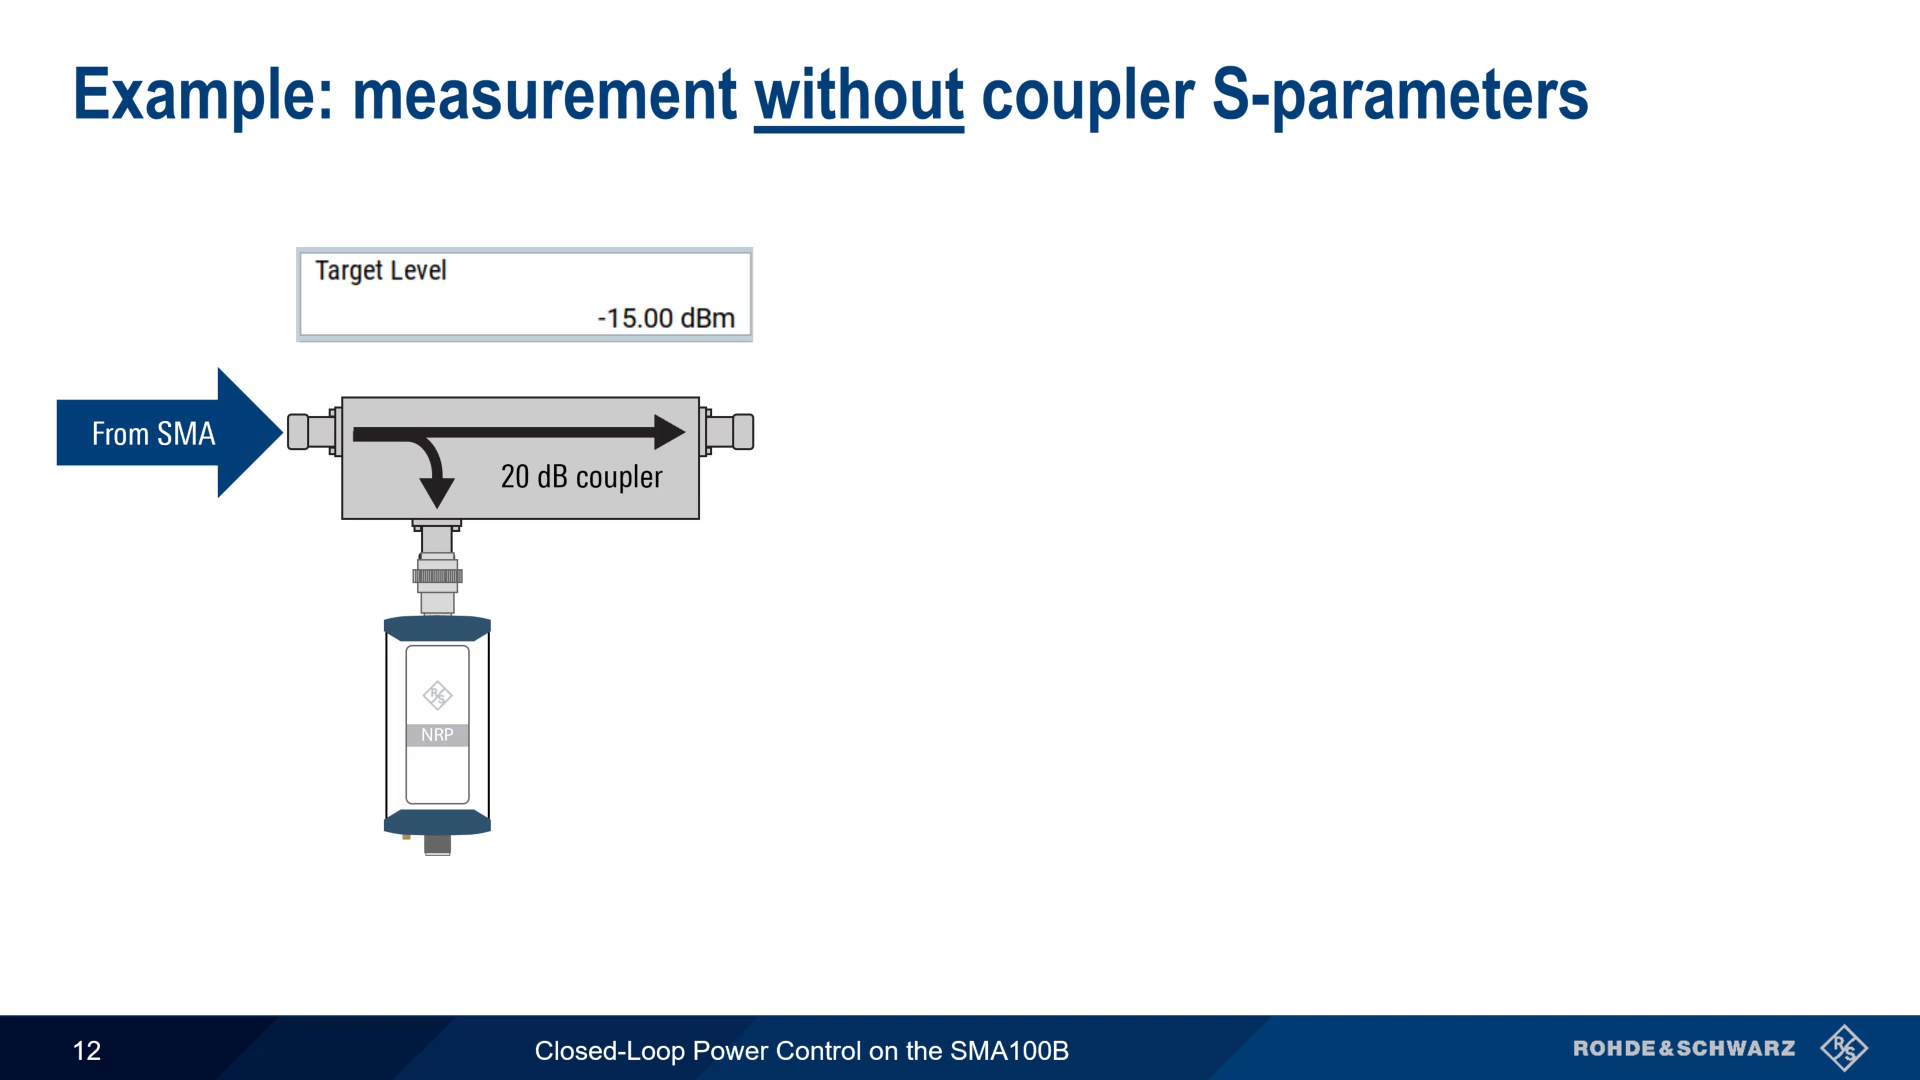 Example: measurement without coupler S-parameters
Target Level
-15.00 dBm
From SMA
20 dB coupler
R&S
NRP
12
Closed-Loop Power Control on the SMA100B
ROHDE&SCHWARZ
R&S